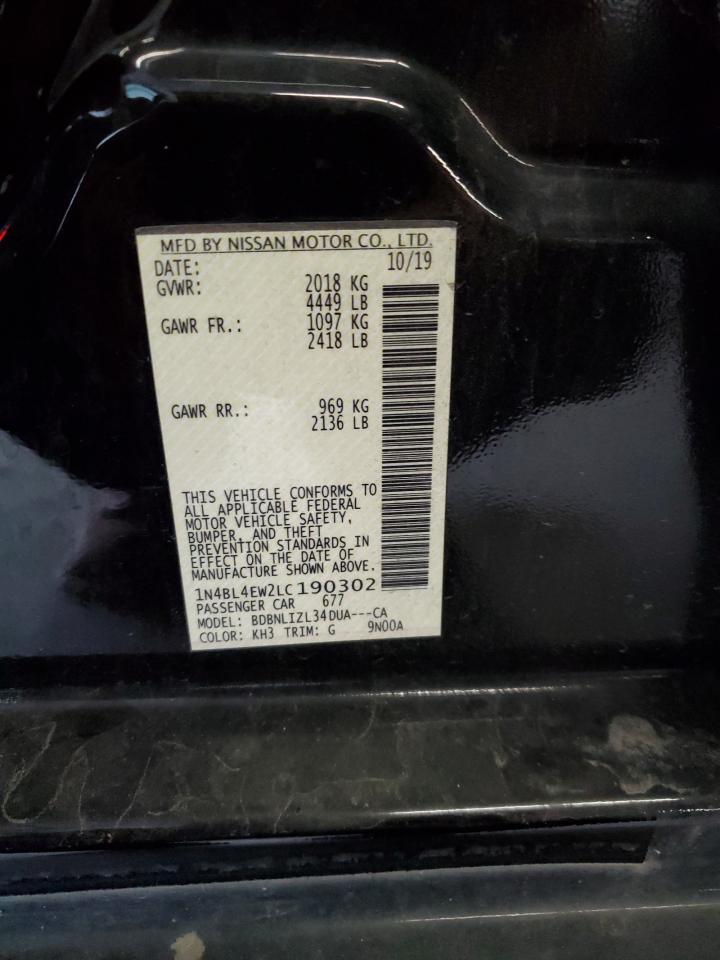 MFD BY NISSAN MOTOR CO., LTD.
DATE: 10/19
GVWR: 2018 KG
4449 LB
GAWR FR.: 1097 KG
2418 LB
GAWR RR.: 969 KG
2136 LB
THIS VEHICLE CONFORMS TO
ALL APPLICABLE FEDERAL
MOTOR VEHICLE SAFETY,
BUMPER, AND THEFT
PREVENTION STANDARDS IN
EFFECT ON THE DATE OF
MANUFACTURE SHOWN ABOVE.
1N4BL4EW2LC190302
PASSENGER CAR 677
MODEL: BDBNLIZL34DUA---CA
COLOR: KH3 TRIM: G 9N00A